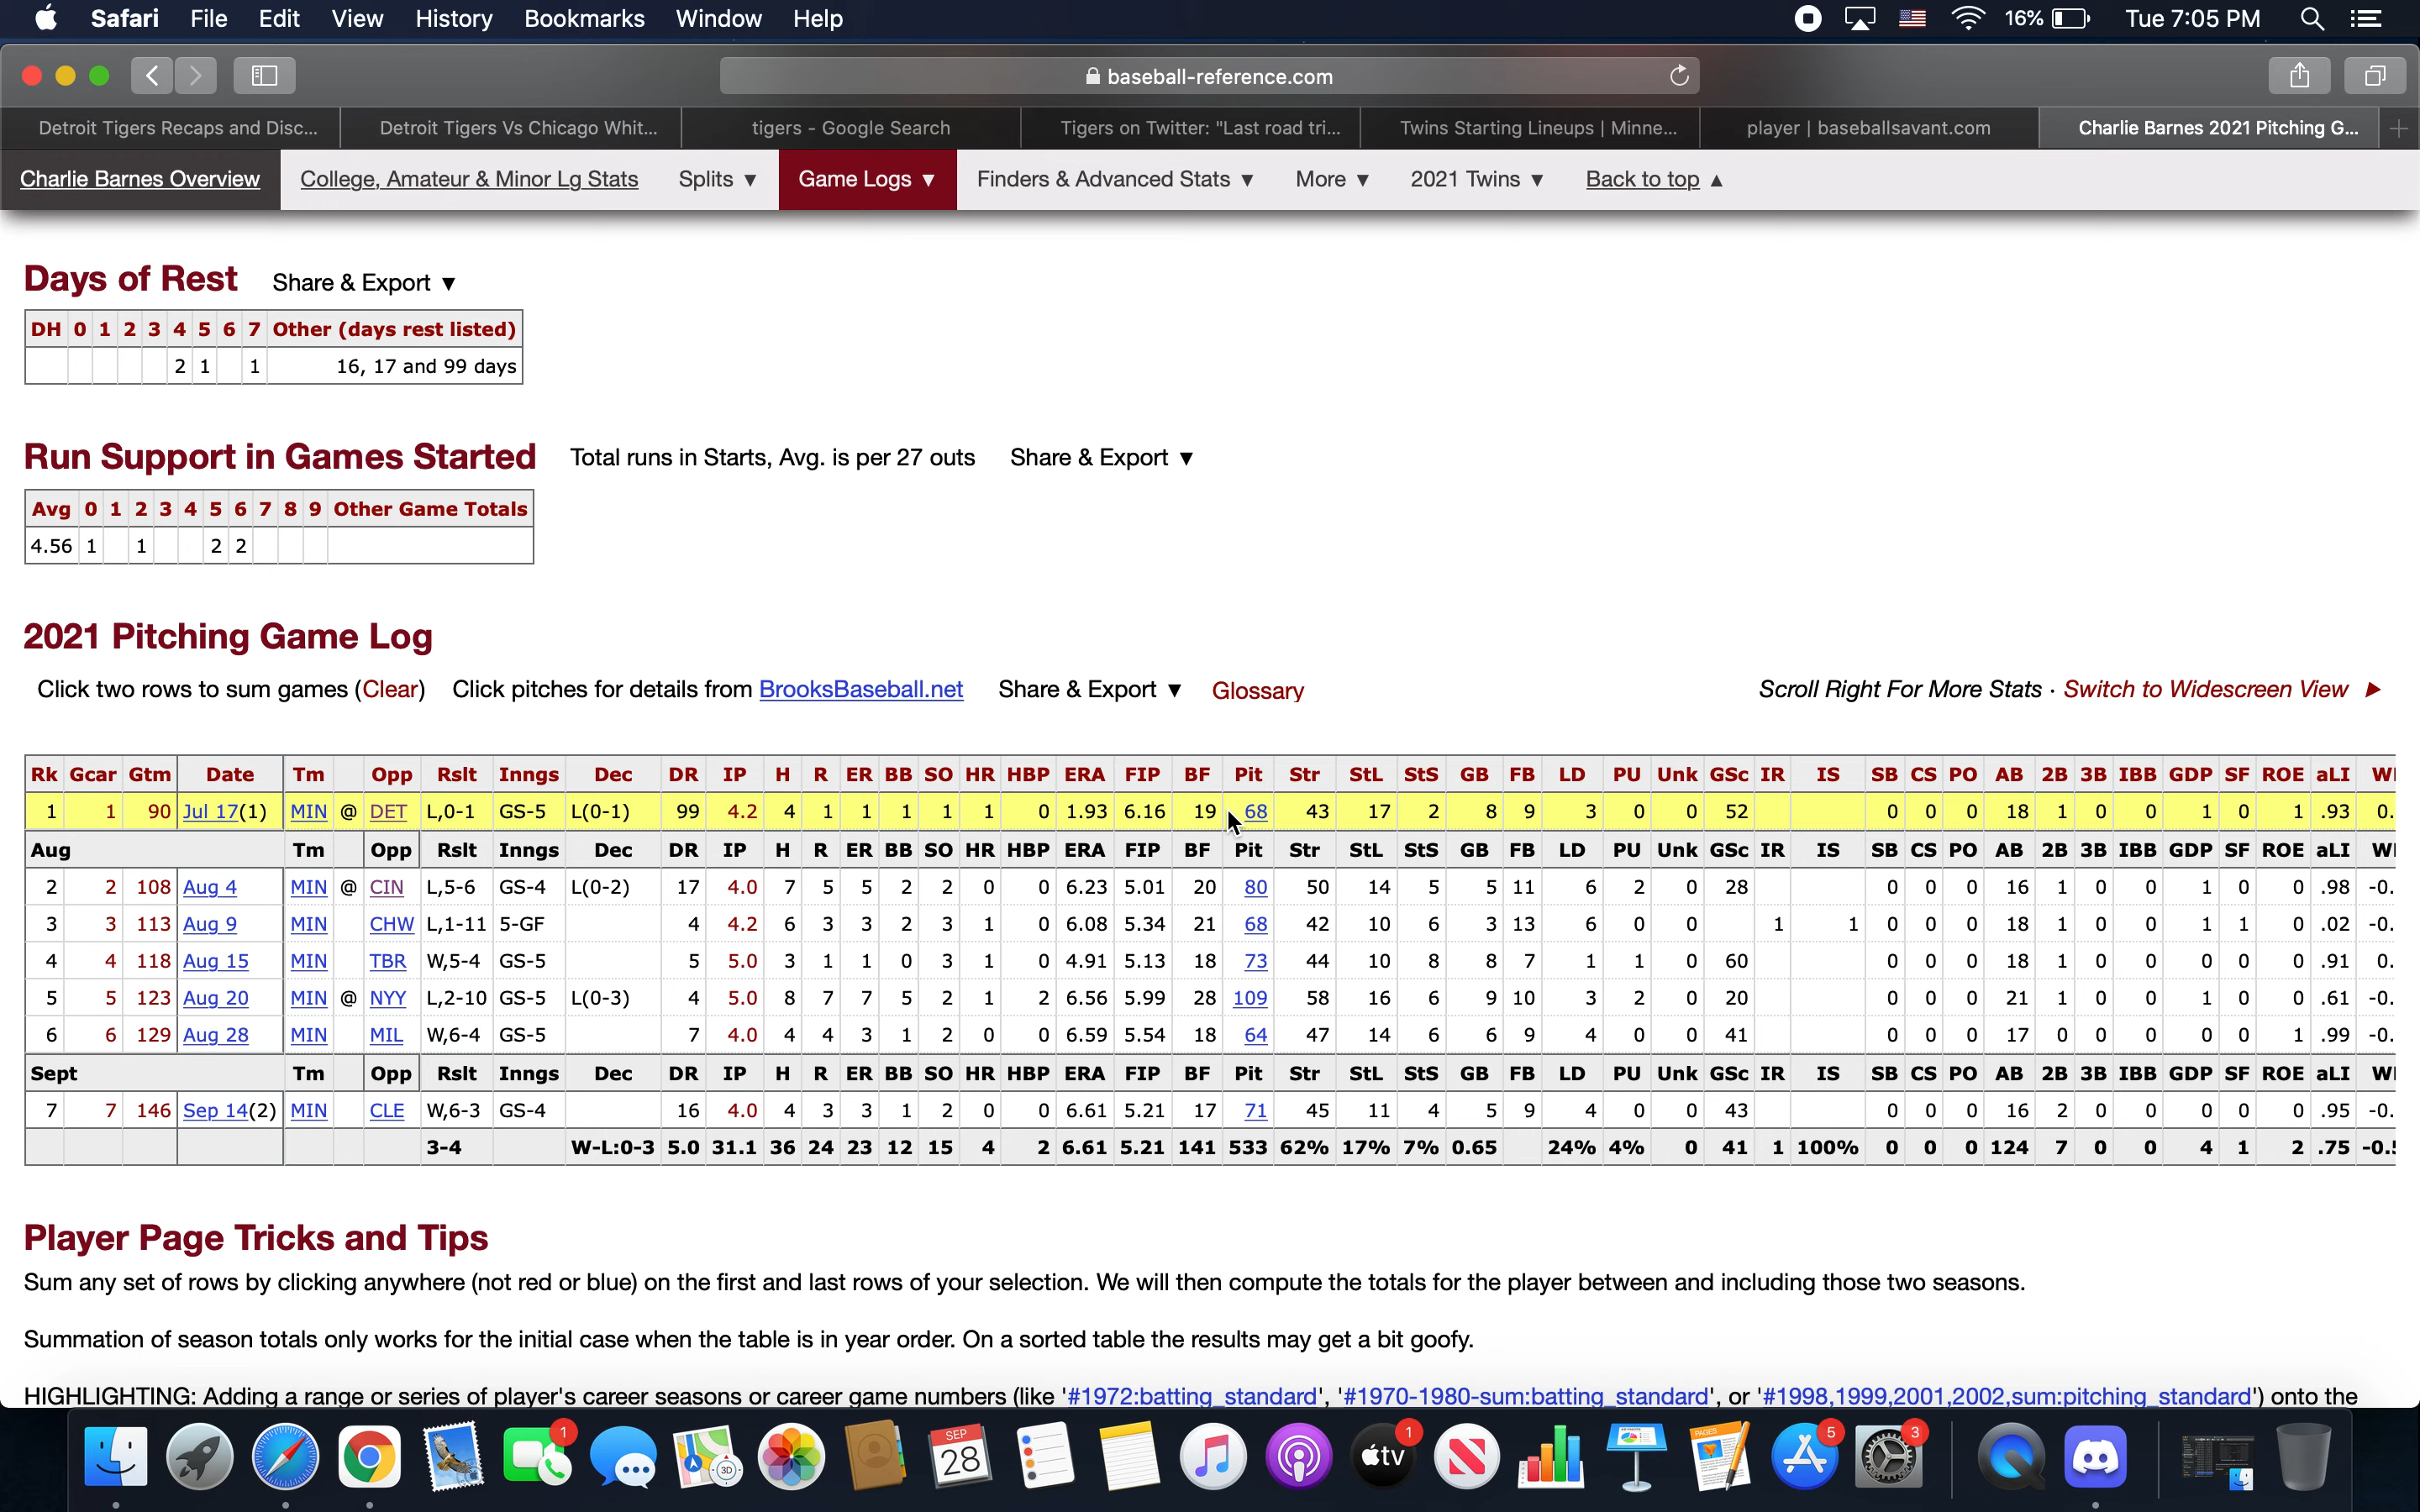 Safari File Edit View History Bookmarks Window Help 16% Tue 7:05 PM
baseball-reference.com
Detroit Tigers Recaps and Disc... Detroit Tigers Vs Chicago Whit... tigers - Google Search Tigers on Twitter: "Last road tri... Twins Starting Lineups | Minne... player | baseballsavant.com Charlie Barnes 2021 Pitching G... +
Charlie Barnes Overview College, Amateur & Minor Lg Stats Splits ▼ Game Logs ▼ Finders & Advanced Stats ▼ More ▼ 2021 Twins ▼ Back to top ▲
Days of Rest Share & Export ▼
DH 0 1 2 3 4 5 6 7 Other (days rest listed)
2 1 1 16, 17 and 99 days
Run Support in Games Started Total runs in Starts, Avg. is per 27 outs Share & Export ▼
Avg 0 1 2 3 4 5 6 7 8 9 Other Game Totals
4.56 1 1 2 2
2021 Pitching Game Log
Click two rows to sum games (Clear) Click pitches for details from BrooksBaseball.net Share & Export ▼ Glossary Scroll Right For More Stats · Switch to Widescreen View ►
Rk Gcar Gtm Date Tm Opp Rslt Inngs Dec DR IP H R ER BB SO HR HBP ERA FIP BF Pit Str StL StS GB FB LD PU Unk GSc IR IS SB CS PO AB 2B 3B IBB GDP SF ROE aLI
1 1 90 Jul 17(1) MIN @ DET L,0-1 GS-5 L(0-1) 99 4.2 4 1 1 1 1 1 0 1.93 6.16 19 68 43 17 2 8 9 3 0 0 52 0 0 0 18 1 0 0 1 0 1 .93 0.
Aug Tm Opp Rslt Inngs Dec DR IP H R ER BB SO HR HBP ERA FIP BF Pit Str StL StS GB FB LD PU Unk GSc IR IS SB CS PO AB 2B 3B IBB GDP SF ROE aLI
2 2 108 Aug 4 MIN @ CIN L,5-6 GS-4 L(0-2) 17 4.0 7 5 5 2 2 0 0 6.23 5.01 20 80 50 14 5 5 11 6 2 0 28 0 0 0 16 1 0 0 1 0 0 .98 -0.
3 3 113 Aug 9 MIN CHW L,1-11 5-GF 4 4.2 6 3 3 2 3 1 0 6.08 5.34 21 68 42 10 6 3 13 6 0 0 1 1 0 0 0 18 1 0 0 1 1 0 .02 -0.
4 4 118 Aug 15 MIN TBR W,5-4 GS-5 5 5.0 3 1 1 0 3 1 0 4.91 5.13 18 73 44 10 8 8 7 1 1 0 60 0 0 0 18 1 0 0 0 0 0 .91 0.
5 5 123 Aug 20 MIN @ NYY L,2-10 GS-5 L(0-3) 4 5.0 8 7 7 5 2 1 2 6.56 5.99 28 109 58 16 6 9 10 3 2 0 20 0 0 0 21 1 0 0 1 0 0 .61 -0.
6 6 129 Aug 28 MIN MIL W,6-4 GS-5 7 4.0 4 4 3 1 2 0 0 6.59 5.54 18 64 47 14 6 6 9 4 0 0 41 0 0 0 17 0 0 0 0 0 1 .99 -0.
Sept Tm Opp Rslt Inngs Dec DR IP H R ER BB SO HR HBP ERA FIP BF Pit Str StL StS GB FB LD PU Unk GSc IR IS SB CS PO AB 2B 3B IBB GDP SF ROE aLI
7 7 146 Sep 14(2) MIN CLE W,6-3 GS-4 16 4.0 4 3 3 1 2 0 0 6.61 5.21 17 71 45 11 4 5 9 4 0 0 43 0 0 0 16 2 0 0 0 0 0 .95 -0.
3-4 W-L:0-3 5.0 31.1 36 24 23 12 15 4 2 6.61 5.21 141 533 62% 17% 7% 0.65 24% 4% 0 41 1 100% 0 0 0 124 7 0 0 4 1 2 .75
Player Page Tricks and Tips
Sum any set of rows by clicking anywhere (not red or blue) on the first and last rows of your selection. We will then compute the totals for the player between and including those two seasons.
Summation of season totals only works for the initial case when the table is in year order. On a sorted table the results may get a bit goofy.
HIGHLIGHTING: Adding a range or series of player's career seasons or career game numbers (like '#1972:batting_standard', '#1970-1980-sum:batting_standard', or '#1998,1999,2001,2002,sum:pitching_standard') onto the
1 3D SEP 28 tv 1 PAGES 5 3